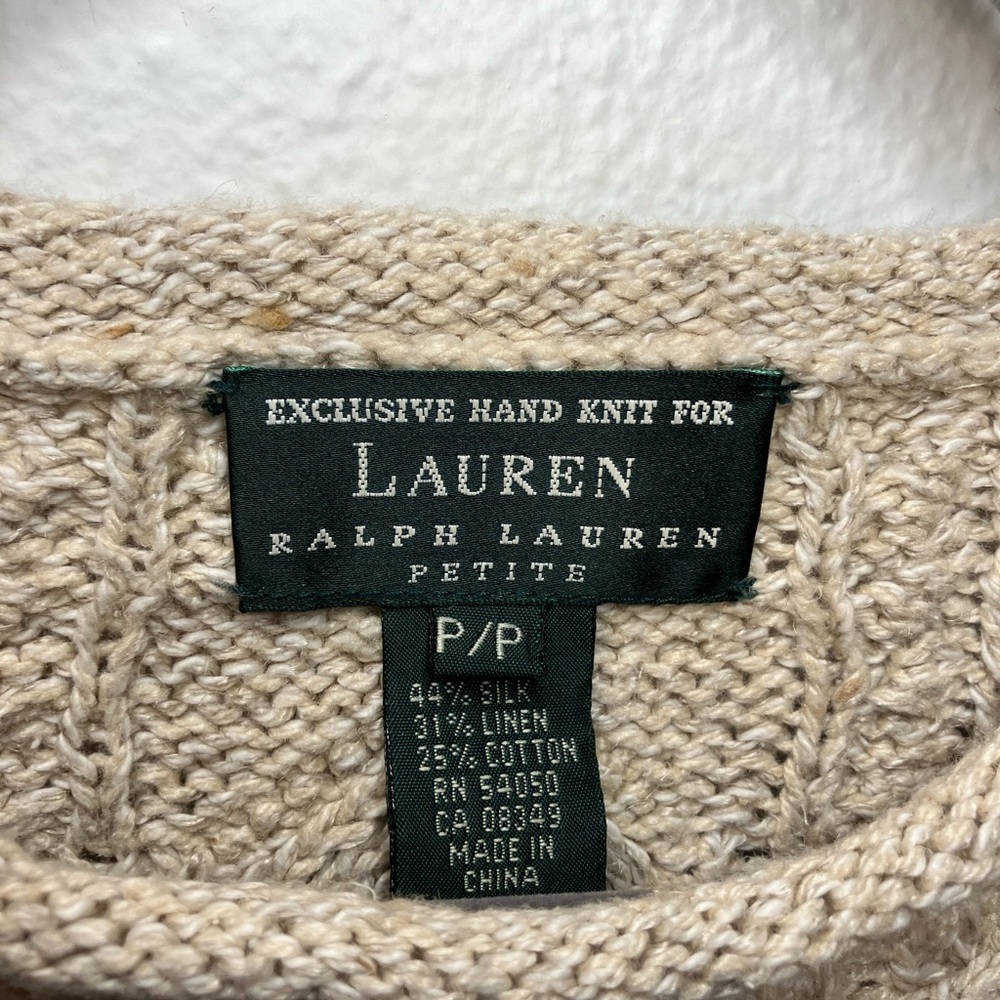 EXCLUSIVE HAND KNIT FOR
LAUREN
RALPH LAUREN
PETITE
P/P
44% SILK
31% LINEN
25% COTTON
RN 54050
CA 08949
MADE IN
CHINA